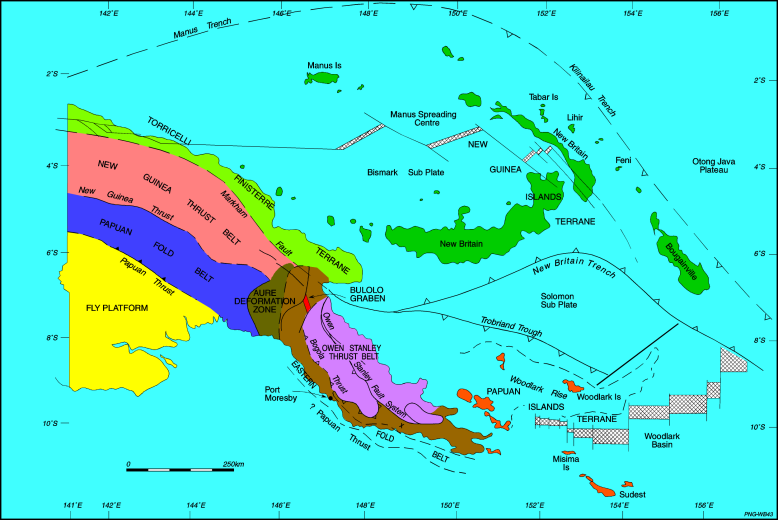 142˚E 144˚E 146˚E 148˚E 150˚E 152˚E 154˚E 156˚E
Manus Trench
Kilinailau Trench
Manus Is
2˚S
2˚S
Tabar Is
Lihir
Manus Spreading
Centre
TORRICELLI
NEW
GUINEA
ISLANDS
TERRANE
New Britain
Feni
Otong Java
Plateau
4˚S
4˚S
Bismark Sub Plate
NEW
GUINEA
THRUST
BELT
FINISTERRE
TERRANE
Markham
Fault
New Guinea Thrust
PAPUAN
FOLD
BELT
Papuan Thrust
New Britain
Bougainville
6˚S
6˚S
New Britain Trench
FLY PLATFORM
AURE
DEFORMATION
ZONE
BULOLO
GRABEN
Solomon
Sub Plate
Trobriand Trough
8˚S
8˚S
OWEN STANLEY
THRUST BELT
Owen
Stanley
Fault System
Bogoia
Thrust
EASTERN
FOLD
BELT
? Papuan Thrust
x
Port
Moresby
PAPUAN
ISLANDS
TERRANE
Woodlark Rise
Woodlark Is
Woodlark
Basin
10˚S
10˚S
Misima
Is
Sudest
0 250km
141˚E 142˚E 144˚E 146˚E 148˚E 150˚E 152˚E 154˚E 156˚E
PNG-WB43